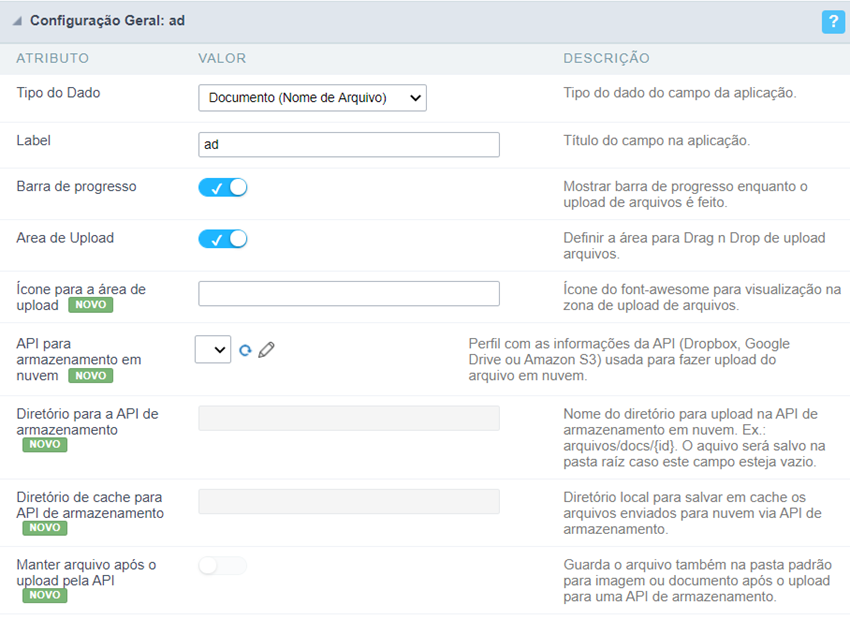 Configuração Geral: ad
?
ATRIBUTO VALOR DESCRIÇÃO
Tipo do Dado Documento (Nome de Arquivo) Tipo do dado do campo da aplicação.
Label ad Título do campo na aplicação.
Barra de progresso Mostrar barra de progresso enquanto o
upload de arquivos é feito.
Area de Upload Definir a área para Drag n Drop de upload
arquivos.
Ícone para a área de
upload NOVO
Ícone do font-awesome para visualização na
zona de upload de arquivos.
API para
armazenamento em
nuvem NOVO
Perfil com as informações da API (Dropbox, Google
Drive ou Amazon S3) usada para fazer upload do
arquivo em nuvem.
Diretório para a API de
armazenamento
NOVO
Nome do diretório para upload na API de
armazenamento em nuvem. Ex.:
arquivos/docs/{id}. O aquivo será salvo na
pasta raíz caso este campo esteja vazio.
Diretório de cache para
API de armazenamento
NOVO
Diretório local para salvar em cache os
arquivos enviados para nuvem via API de
armazenamento.
Manter arquivo após o
upload pela API
NOVO
Guarda o arquivo também na pasta padrão
para imagem ou documento após o upload
para uma API de armazenamento.